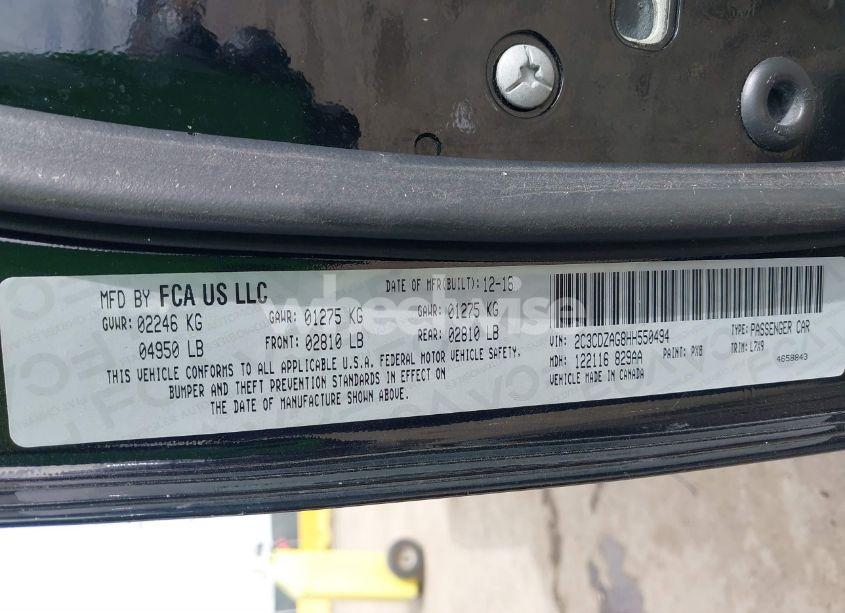 MFD BY FCA US LLC
DATE OF MFR(BUILT): 12-16
GVWR: 02246 KG
GAWR: 01275 KG
GAWR: 01275 KG
04950 LB
FRONT: 02810 LB
REAR: 02810 LB
THIS VEHICLE CONFORMS TO ALL APPLICABLE U.S.A. FEDERAL MOTOR VEHICLE SAFETY,
BUMPER AND THEFT PREVENTION STANDARDS IN EFFECT ON
THE DATE OF MANUFACTURE SHOWN ABOVE.
VIN: 2C3CDZAG8HH550494
TYPE: PASSENGER CAR
MDH: 122116 829AA
PAINT: PX8
TRIM: L7X9
VEHICLE MADE IN CANADA
4658843
wheelwise